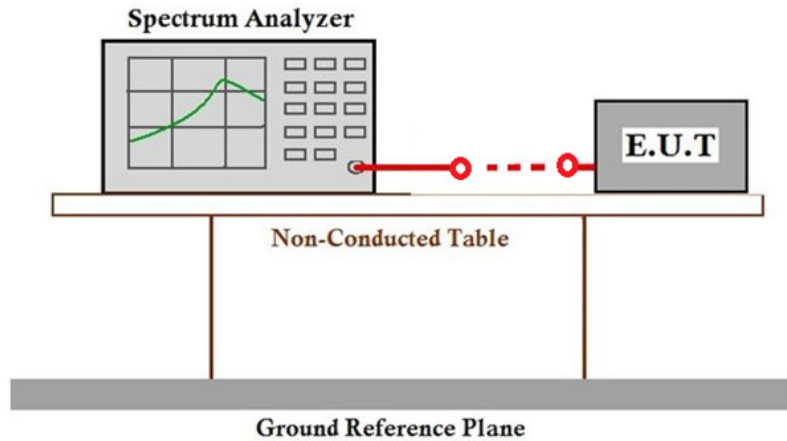 Spectrum Analyzer
E.U.T
Non-Conducted Table
Ground Reference Plane